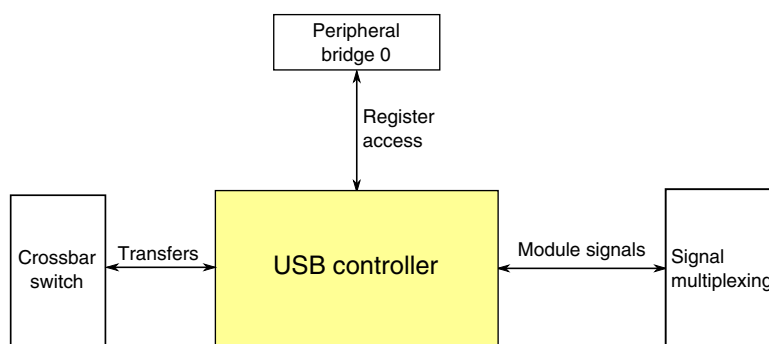 Peripheral
bridge 0
Register
access
Crossbar
switch
Transfers
USB controller
Module signals
Signal
multiplexing